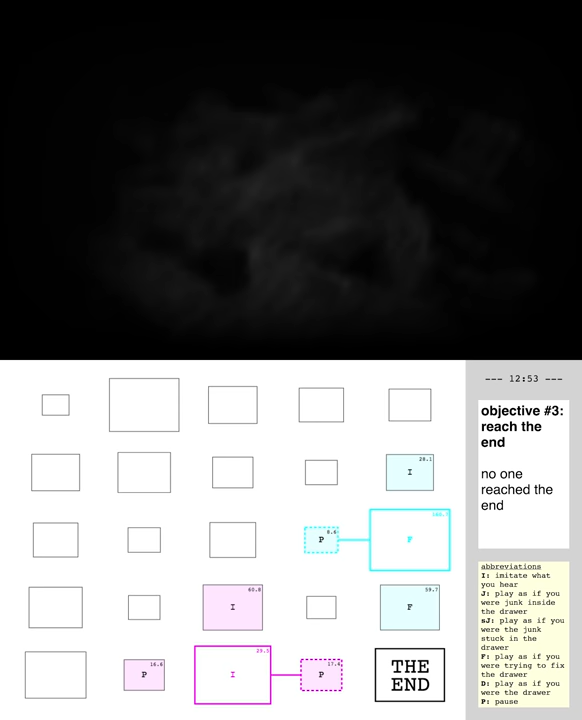 --- 12:53 ---
objective #3:
reach the
end
no one
reached the
end
28.1
I
8.6
P
F
60.8
I
59.7
F
16.6
P
29.5
I
P
THE
END
abbreviations
I: imitate what
you hear
J: play as if you
were junk inside
the drawer
sJ: play as if you
were the junk
stuck in the
drawer
F: play as if you
were trying to fix
the drawer
D: play as if you
were the drawer
P: pause